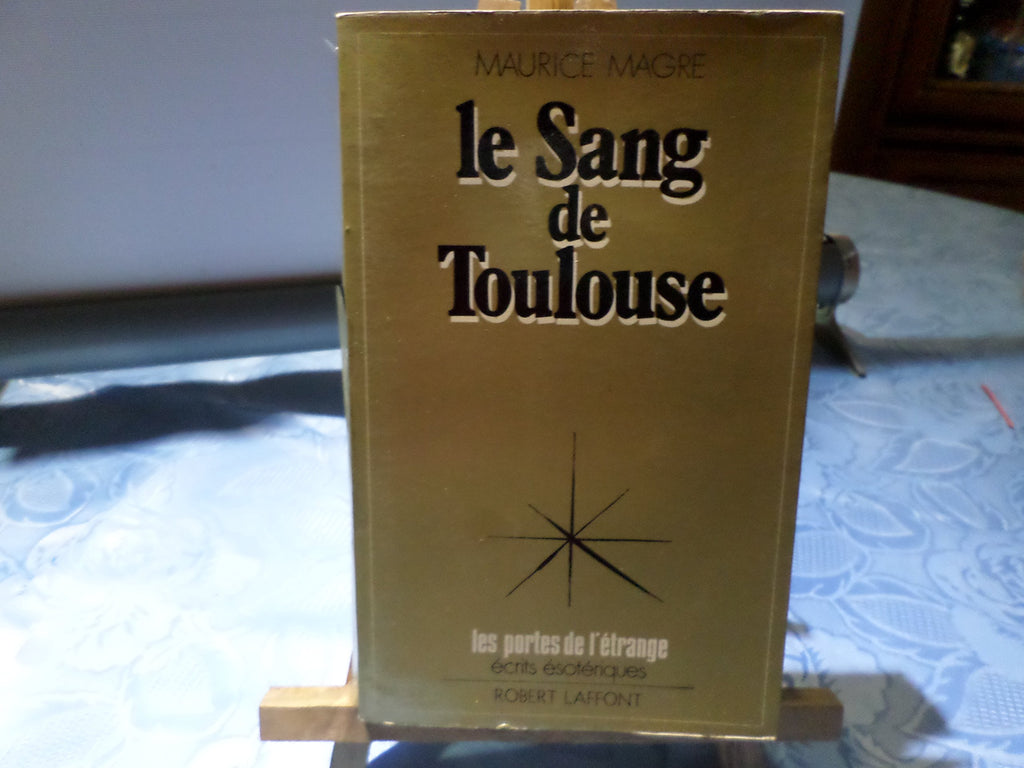 MAURICE MAGRE
le Sang
de
Toulouse
les portes de l'étrange
écrits ésotériques
ROBERT LAFFONT